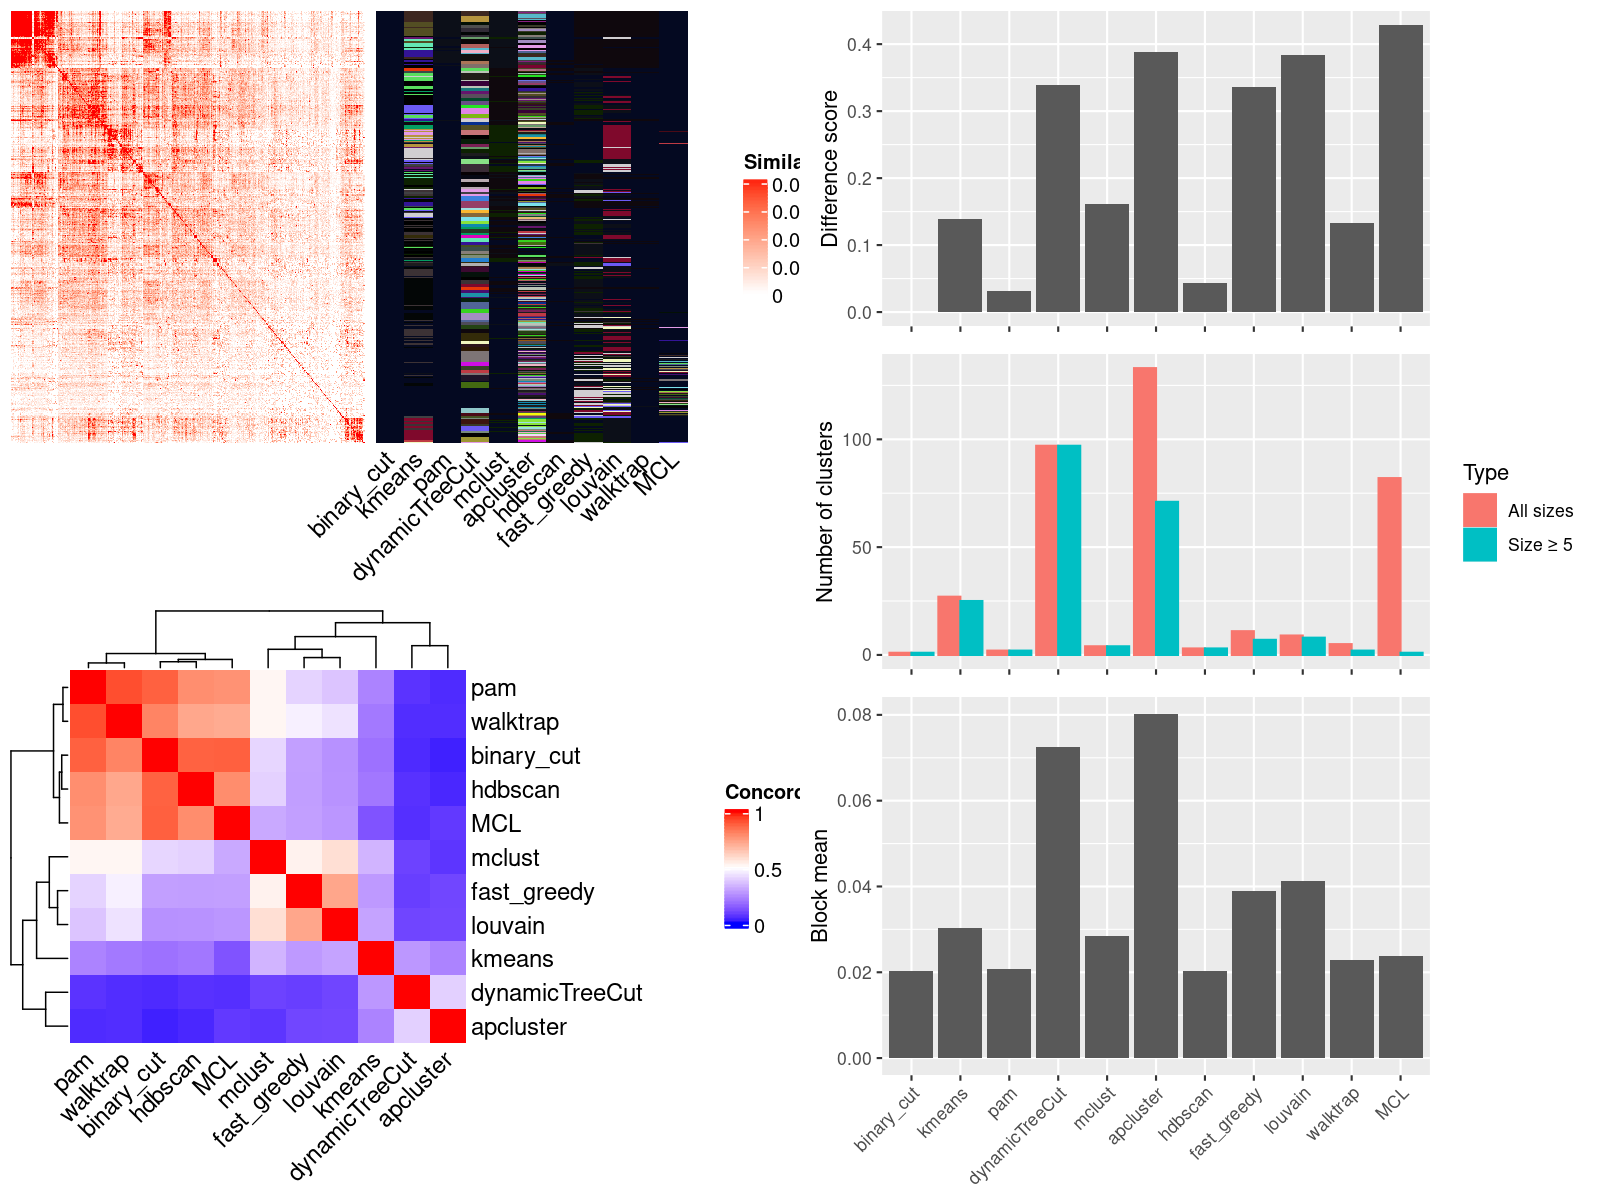 Simila
0.0
0.0
0.0
0.0
0
binary_cut
kmeans
pam
dynamicTreeCut
mclust
apcluster
hdbscan
fast_greedy
louvain
walktrap
MCL
pam
walktrap
binary_cut
hdbscan
MCL
mclust
fast_greedy
louvain
kmeans
dynamicTreeCut
apcluster
pam
walktrap
binary_cut
hdbscan
MCL
mclust
fast_greedy
louvain
kmeans
dynamicTreeCut
apcluster
Concord
1
0.5
0
Difference score
0.4
0.3
0.2
0.1
0.0
Number of clusters
100
50
0
Type
All sizes
Size ≥ 5
Block mean
0.08
0.06
0.04
0.02
0.00
binary_cut
kmeans
pam
dynamicTreeCut
mclust
apcluster
hdbscan
fast_greedy
louvain
walktrap
MCL